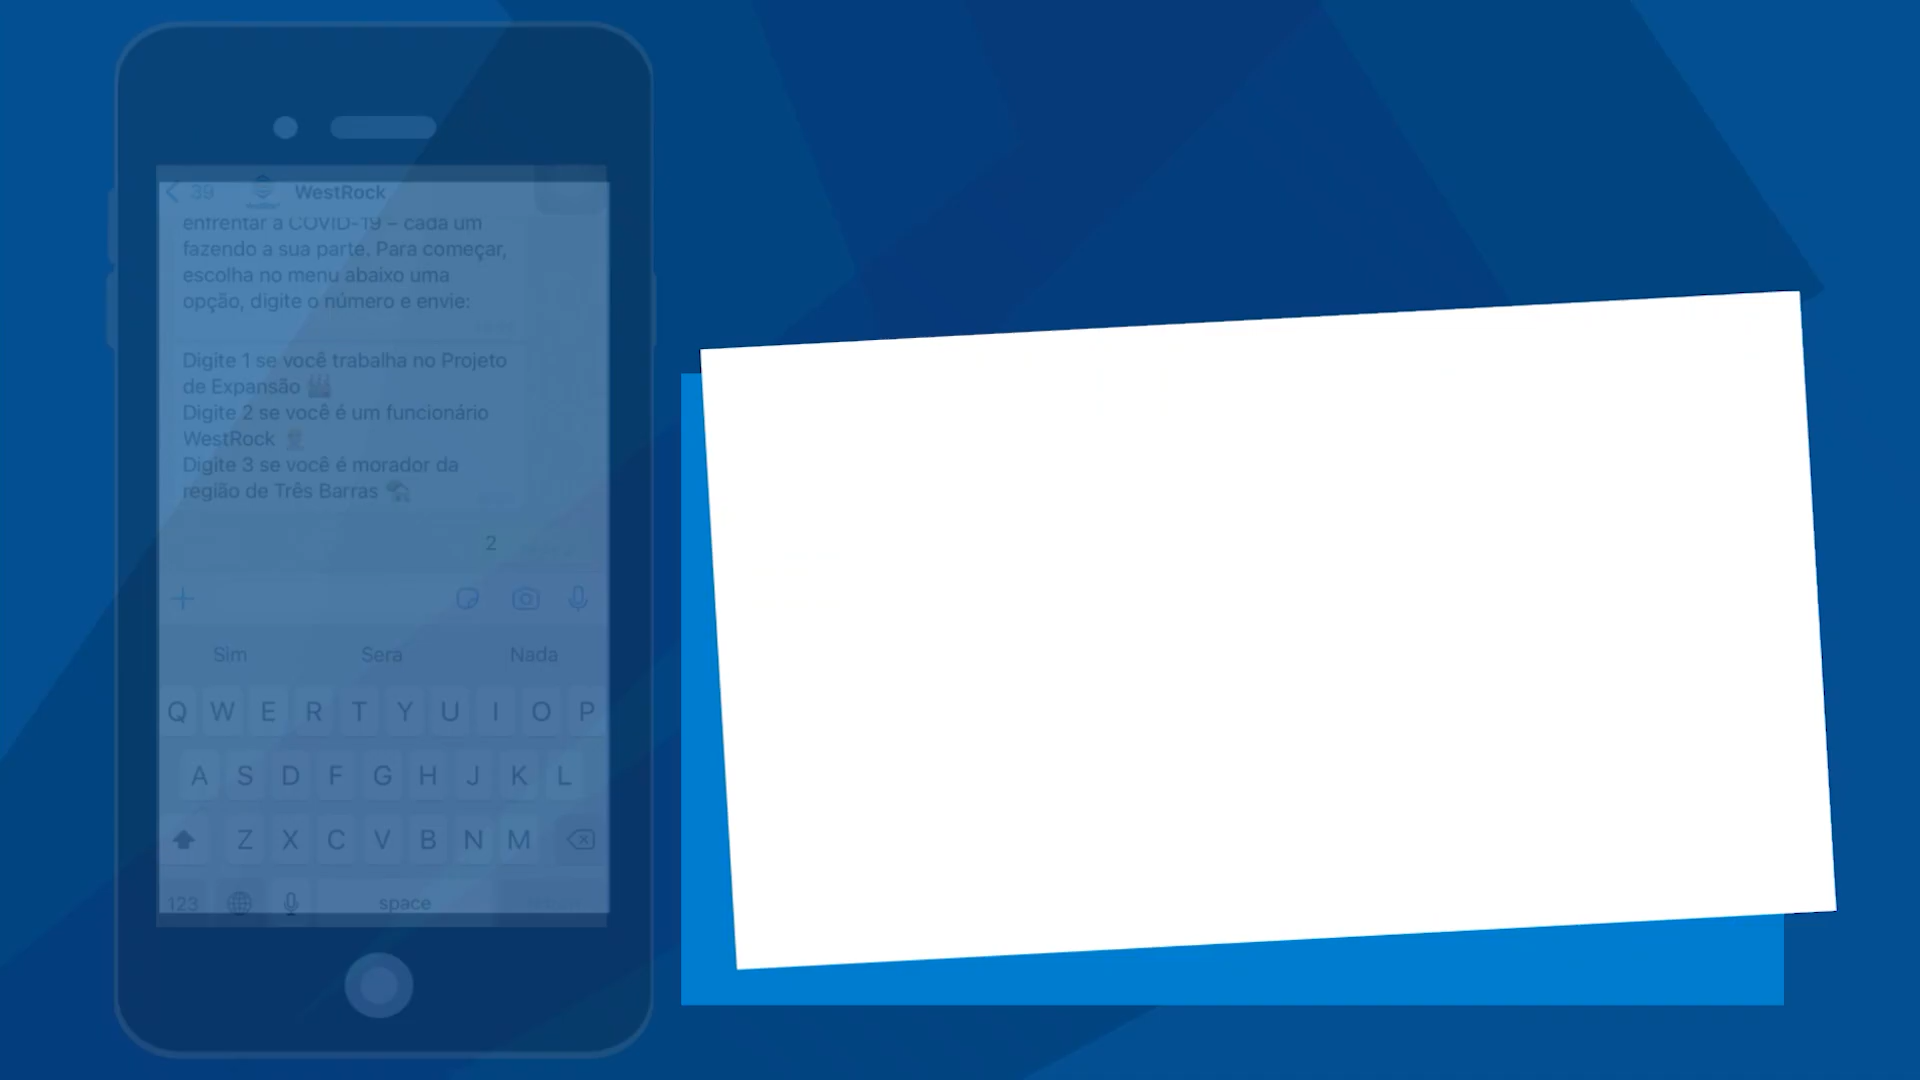 39 WestRock
enfrentar a COVID-19 – cada um
fazendo a sua parte. Para começar,
escolha no menu abaixo uma
opção, digite o número e envie:
Digite 1 se você trabalha no Projeto
de Expansão 🏭
Digite 2 se você é um funcionário
WestRock
Digite 3 se você é morador da
região de Três Barras
2
Sim Sera Nada
Q W E R T Y U I O P
A S D F G H J K L
Z X C V B N M
123 space